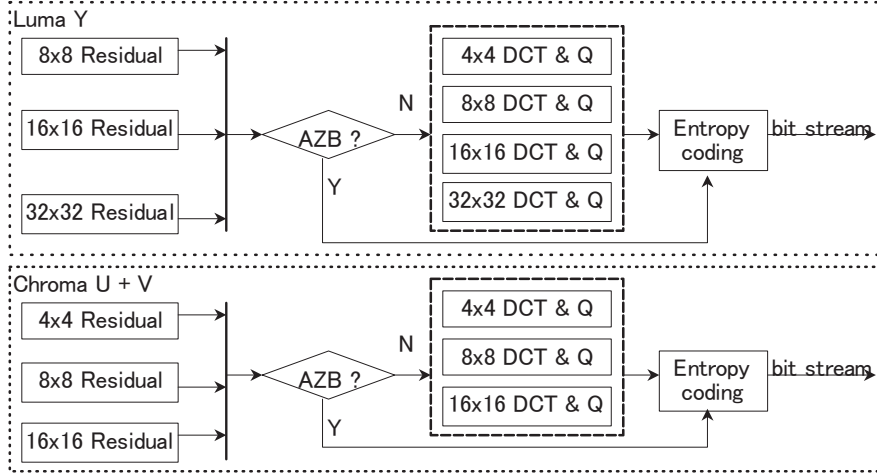 Luma Y
8x8 Residual
16x16 Residual
32x32 Residual
AZB ?
N
Y
4x4 DCT & Q
8x8 DCT & Q
16x16 DCT & Q
32x32 DCT & Q
Entropy
coding
bit stream
Chroma U + V
4x4 Residual
8x8 Residual
16x16 Residual
AZB ?
N
Y
4x4 DCT & Q
8x8 DCT & Q
16x16 DCT & Q
Entropy
coding
bit stream